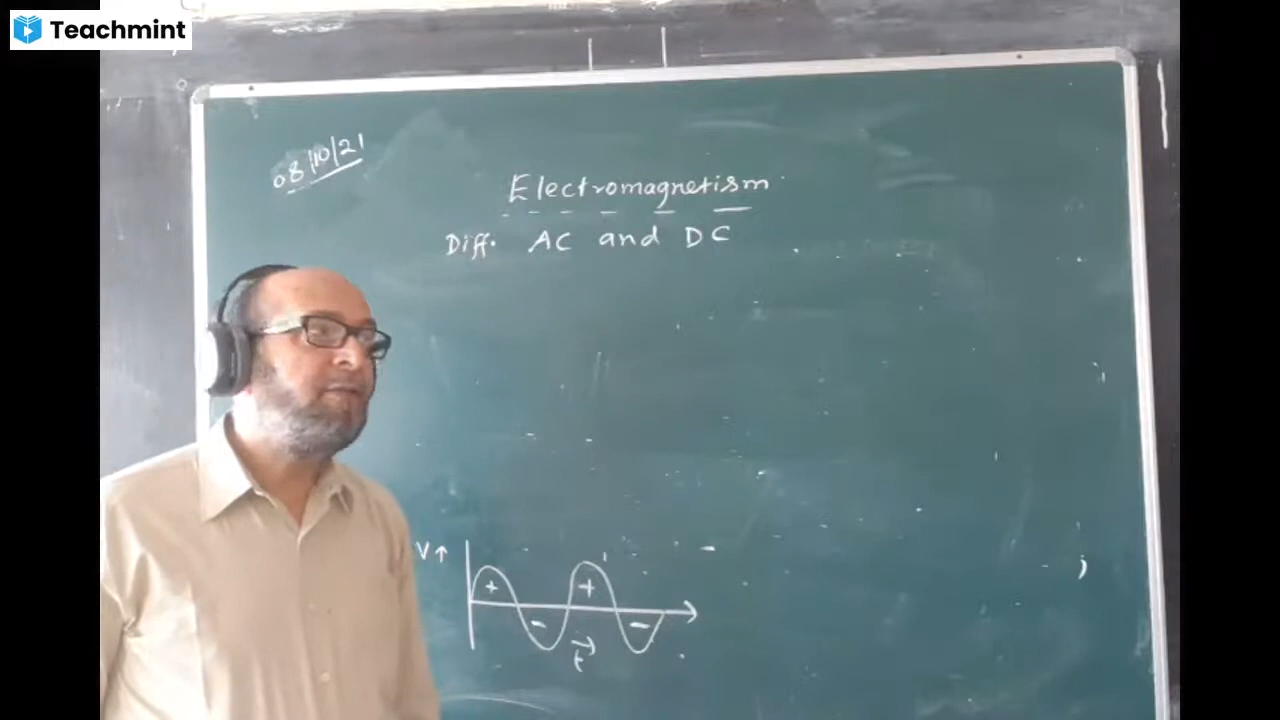 Teachmint
08/10/21
Electromagnetism
Diff. AC and DC
V↑
+ +
- -
t